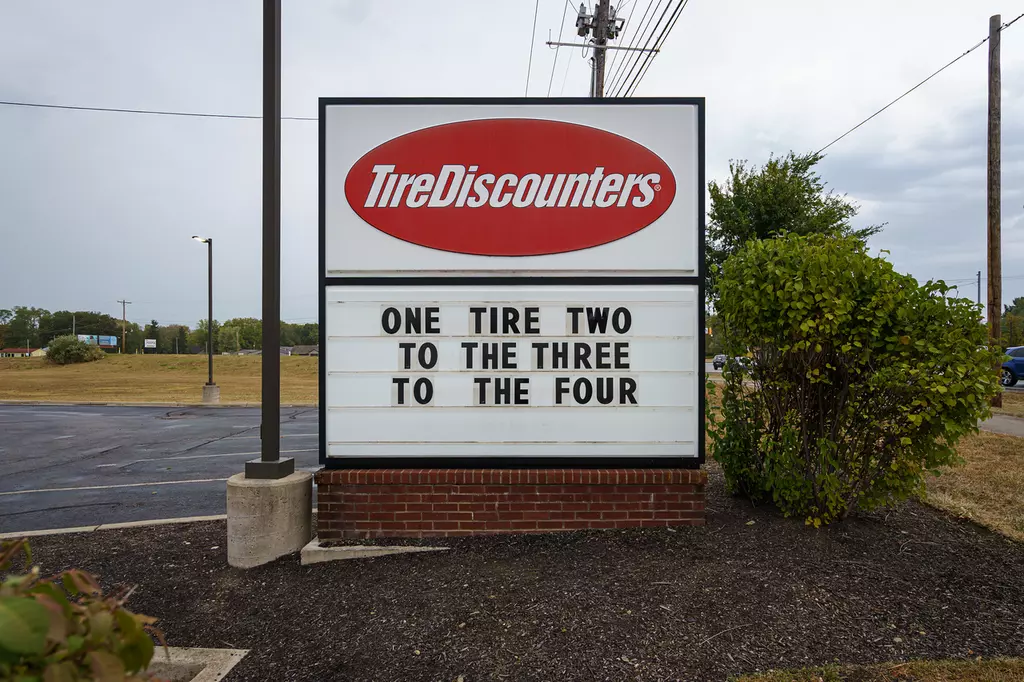 TireDiscounters®
ONE TIRE TWO
TO THE THREE
TO THE FOUR